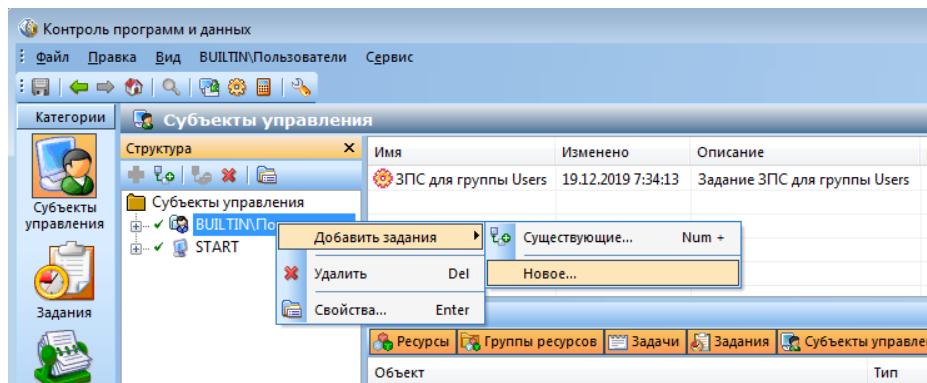 Контроль программ и данных
Файл Правка Вид BUILTIN\Пользователи Сервис
Категории
Субъекты управления
Субъекты управления
Задания
Структура
Субъекты управления
BUILTIN\По
START
Имя Изменено Описание
ЗПС для группы Users 19.12.2019 7:34:13 Задание ЗПС для группы Users
Добавить задания
Удалить Del
Свойства... Enter
Существующие... Num +
Новое...
Ресурсы Группы ресурсов Задачи Задания Субъекты управле
Объект Тип